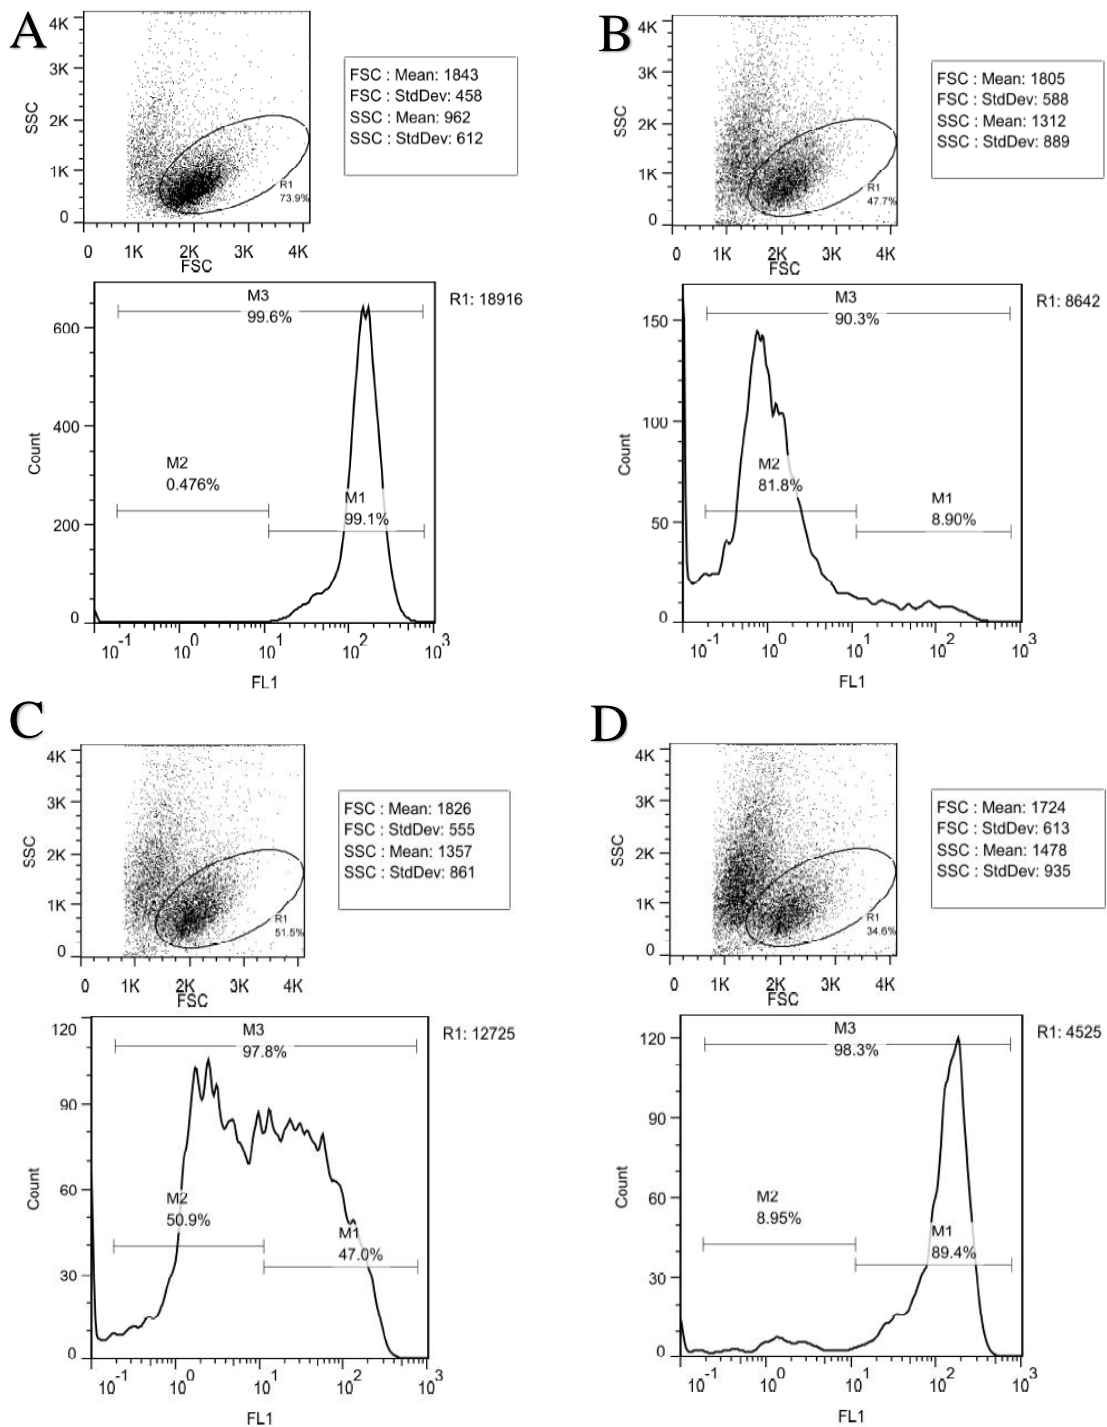 A
4K
3K
2K
1K
0
SSC
0 1K 2K 3K 4K
FSC
R1
73.9%
FSC : Mean: 1843
FSC : StdDev: 458
SSC : Mean: 962
SSC : StdDev: 612
R1: 18916
M3
99.6%
M2
0.476%
M1
99.1%
600
400
200
0
Count
10-1 100 101 102 103
FL1
B
4K
3K
2K
1K
0
SSC
0 1K 2K 3K 4K
FSC
R1
47.7%
FSC : Mean: 1805
FSC : StdDev: 588
SSC : Mean: 1312
SSC : StdDev: 889
R1: 8642
M3
90.3%
M2
81.8%
M1
8.90%
150
100
50
0
Count
10-1 100 101 102 103
FL1
C
4K
3K
2K
1K
0
SSC
0 1K 2K 3K 4K
FSC
R1
51.5%
FSC : Mean: 1826
FSC : StdDev: 555
SSC : Mean: 1357
SSC : StdDev: 861
R1: 12725
M3
97.8%
M2
50.9%
M1
47.0%
120
90
60
30
0
Count
10-1 100 101 102 103
FL1
D
4K
3K
2K
1K
0
SSC
0 1K 2K 3K 4K
FSC
R1
34.6%
FSC : Mean: 1724
FSC : StdDev: 613
SSC : Mean: 1478
SSC : StdDev: 935
R1: 4525
M3
98.3%
M2
8.95%
M1
89.4%
120
90
60
30
0
Count
10-1 100 101 102 103
FL1